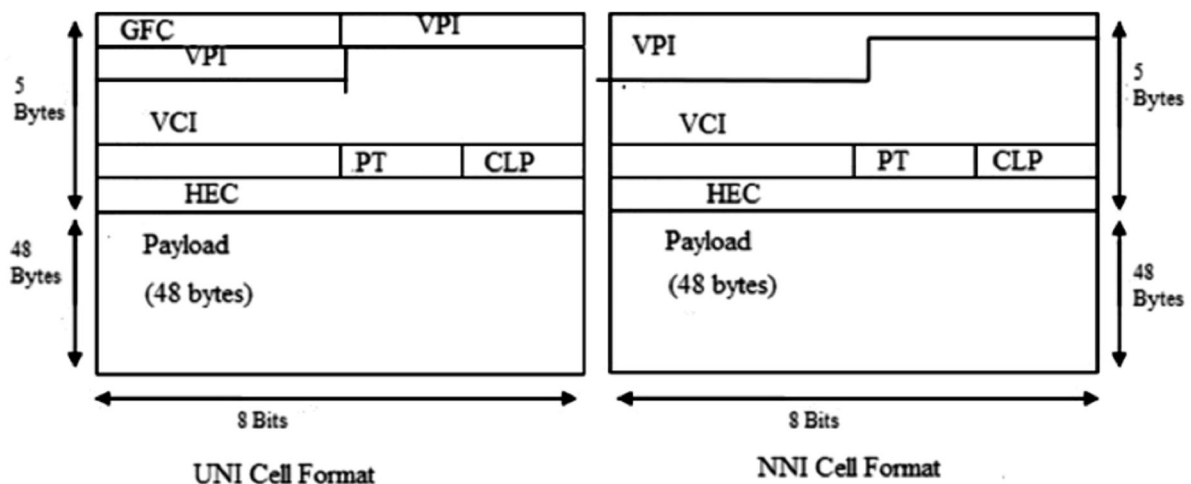 GFC VPI
VPI
VCI
PT CLP
HEC
5
Bytes
Payload
(48 bytes)
48
Bytes
8 Bits
UNI Cell Format
VPI
VCI
PT CLP
HEC
5
Bytes
Payload
(48 bytes)
48
Bytes
8 Bits
NNI Cell Format